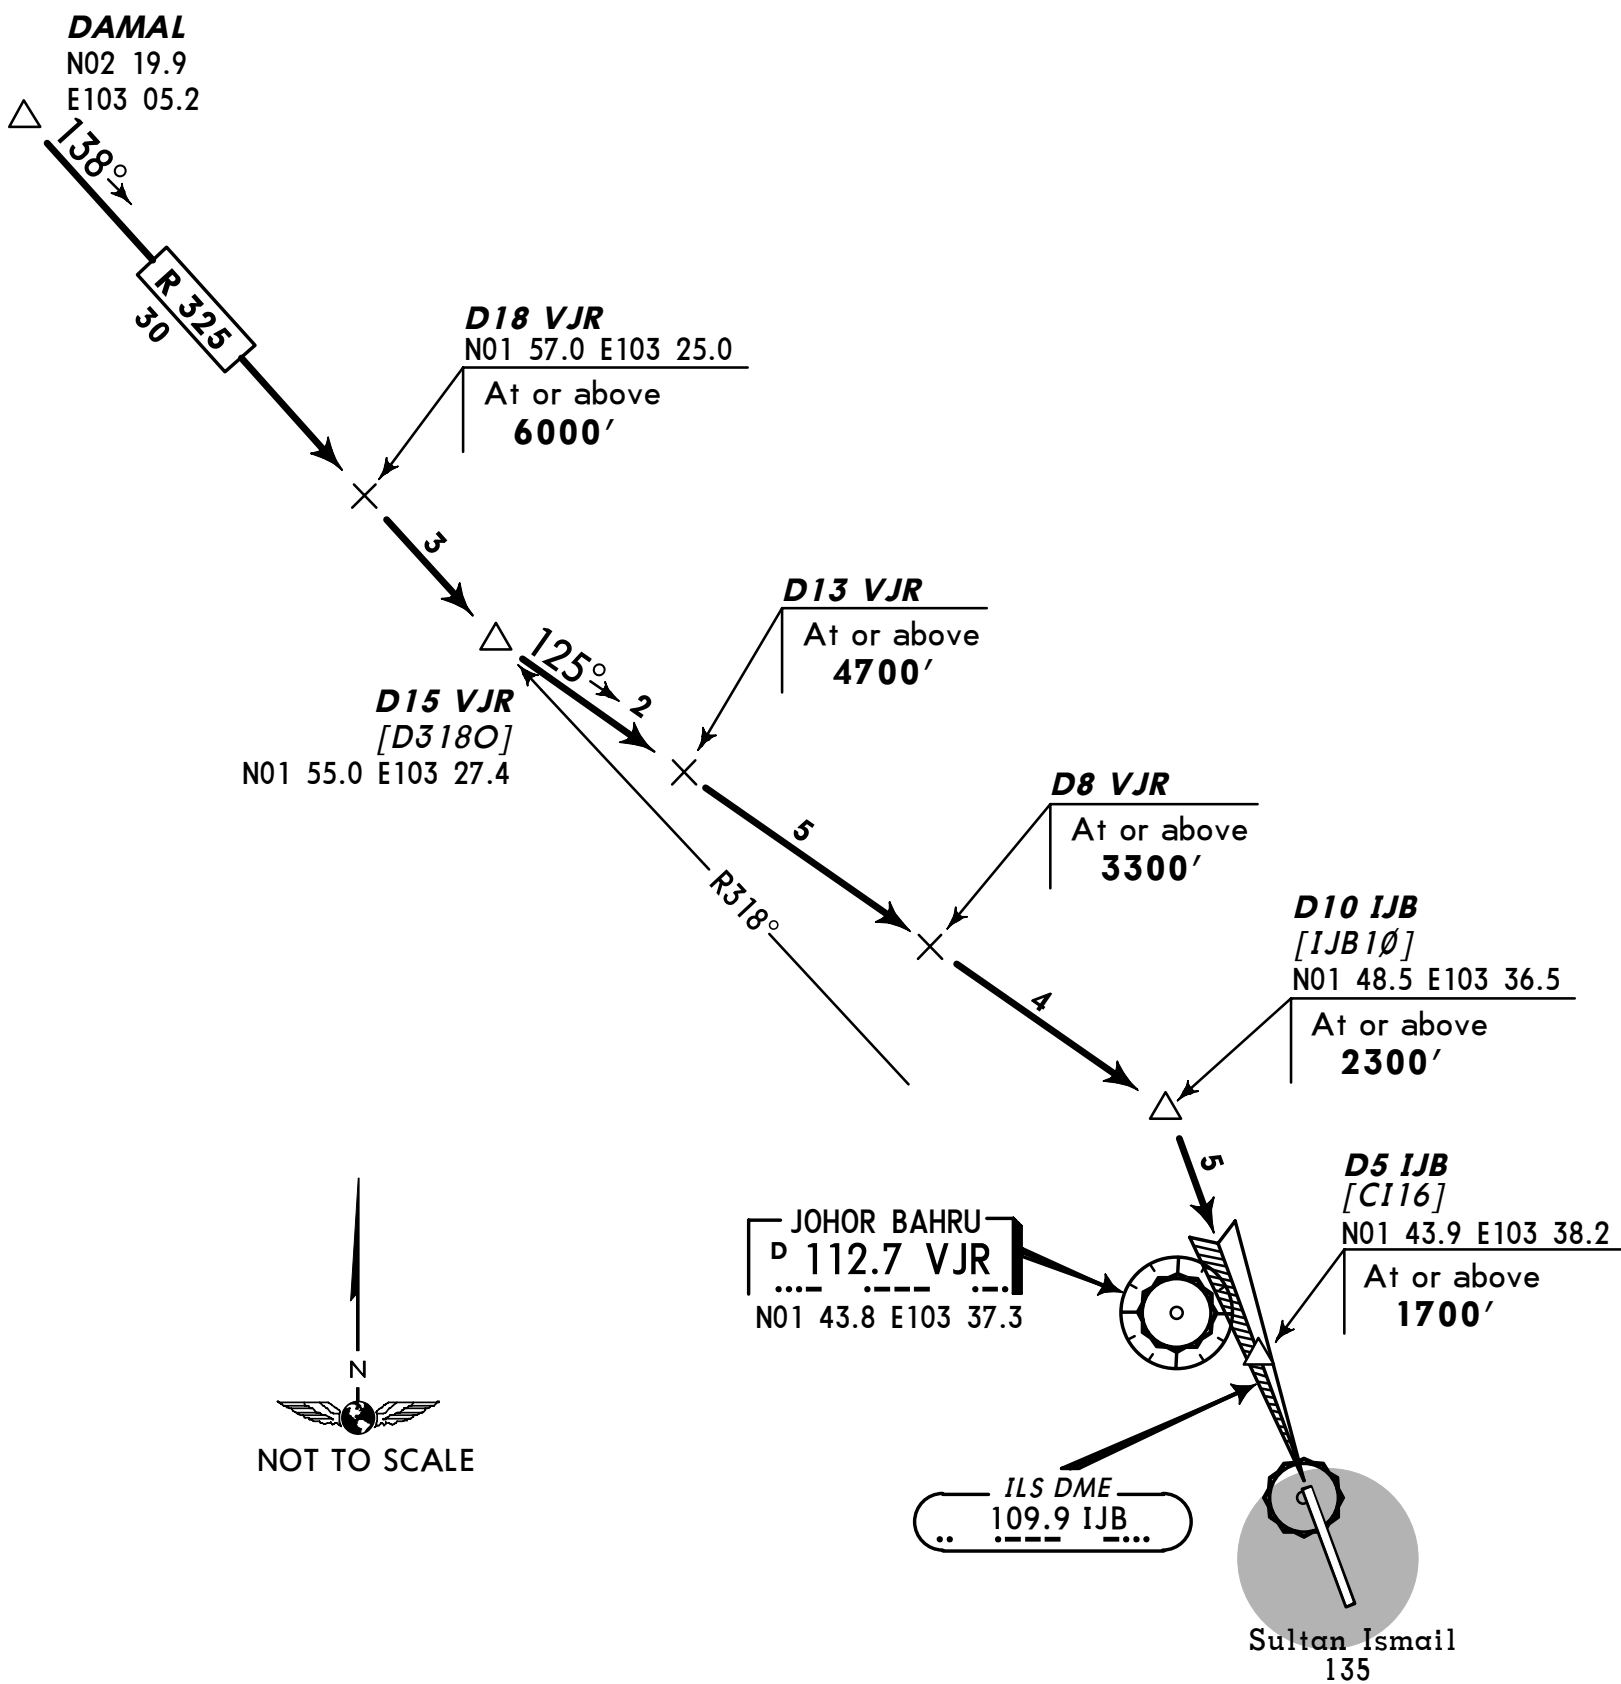 DAMAL
N02 19.9
E103 05.2
138°
R 325
30
D18 VJR
N01 57.0 E103 25.0
At or above
6000′
3
D15 VJR
[D318O]
N01 55.0 E103 27.4
125°
2
D13 VJR
At or above
4700′
5
R318°
D8 VJR
At or above
3300′
4
D10 IJB
[IJB1Ø]
N01 48.5 E103 36.5
At or above
2300′
5
D5 IJB
[CI16]
N01 43.9 E103 38.2
At or above
1700′
JOHOR BAHRU
D 112.7 VJR
N01 43.8 E103 37.3
N
NOT TO SCALE
ILS DME
109.9 IJB
Sultan Ismail
135